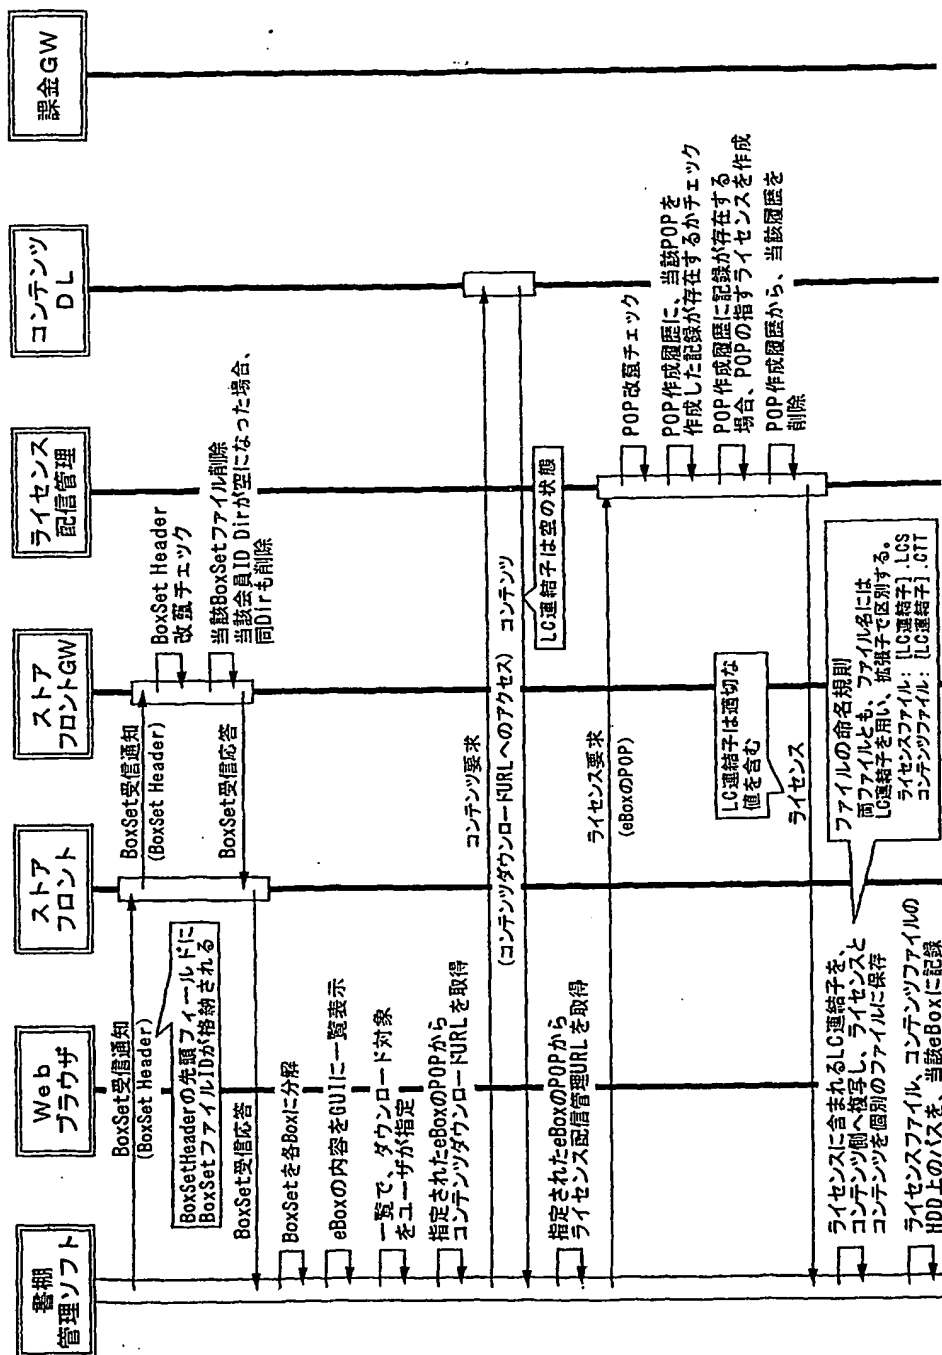 書棚
管理ソフト
Web
ブラウザ
ストア
フロント
ストア
フロントGW
ライセンス
配信管理
コンテンツ
DL
課金GW
BoxSet受信通知
(BoxSet Header)
BoxSetHeaderの先頭フィールドに
BoxSetファイルIDが格納される
BoxSet受信通知
(BoxSet Header)
BoxSet Header
改竄チェック
当該BoxSetファイル削除
当該会員ID Dirが空になった場合、
同Dirも削除
BoxSet受信応答
BoxSet受信応答
BoxSetを各Boxに分解
eBoxの内容をGUIに一覧表示
一覧で、ダウンロード対象
をユーザが指定
指定されたeBoxのPOPから
コンテンツダウンロードURLを取得
コンテンツ要求
(コンテンツダウンロードURLへのアクセス)
コンテンツ
LC連結子は空の状態
指定されたeBoxのPOPから
ライセンス配信管理URLを取得
ライセンス要求
(eBoxのPOP)
POP改竄チェック
POP作成履歴に、当該POPを
作成した記録が存在するかチェック
POP作成履歴に記録が存在する
場合、POPの指すライセンスを作成
POP作成履歴から、当該履歴を
削除
LC連結子は適切な
値を含む
ライセンス
ライセンスに含まれるLC連結子を、
コンテンツ側へ複写し、ライセンスと
コンテンツを個別のファイルに保存
ファイルの命名規則
両ファイルとも、ファイル名には
LC連結子を用い、拡張子で区別する。
ライセンスファイル: [LC連結子].LCS
コンテンツファイル: [LC連結子].CTT
ライセンスファイル、コンテンツファイルの
HDD上のパスを、当該eBoxに記録